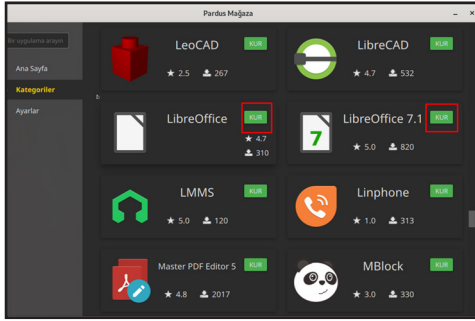 Pardus Mağaza
Bir uygulama arayın
Ana Sayfa
Kategoriler
Ayarlar
LeoCAD KUR
★ 2.5 267
LibreCAD KUR
★ 4.7 532
LibreOffice KUR
★ 4.7
310
LibreOffice 7.1 KUR
7
★ 5.0 820
LMMS KUR
★ 5.0 120
Linphone KUR
★ 1.0 313
Master PDF Editor 5 KUR
★ 4.8 2017
MBlock KUR
★ 3.0 330